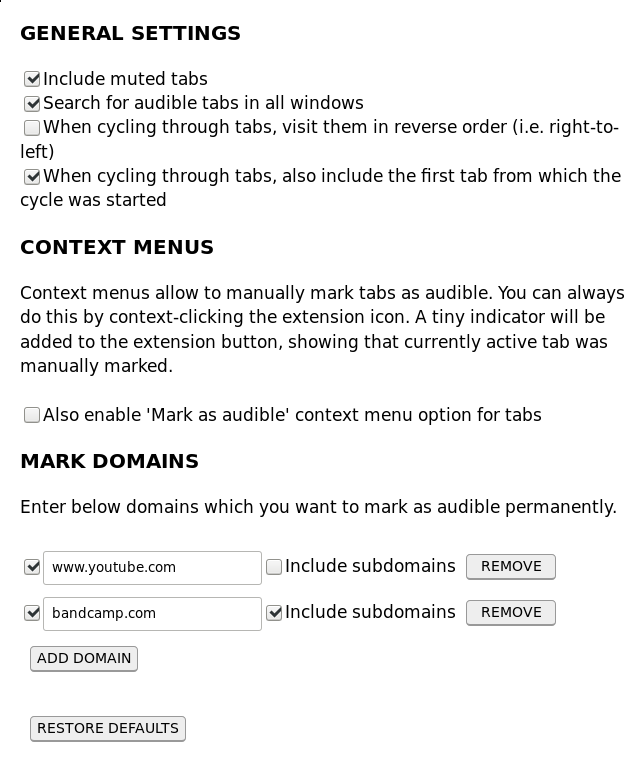 GENERAL SETTINGS
Include muted tabs
Search for audible tabs in all windows
When cycling through tabs, visit them in reverse order (i.e. right-to-
left)
When cycling through tabs, also include the first tab from which the
cycle was started
CONTEXT MENUS
Context menus allow to manually mark tabs as audible. You can always
do this by context-clicking the extension icon. A tiny indicator will be
added to the extension button, showing that currently active tab was
manually marked.
Also enable 'Mark as audible' context menu option for tabs
MARK DOMAINS
Enter below domains which you want to mark as audible permanently.
www.youtube.com Include subdomains REMOVE
bandcamp.com Include subdomains REMOVE
ADD DOMAIN
RESTORE DEFAULTS